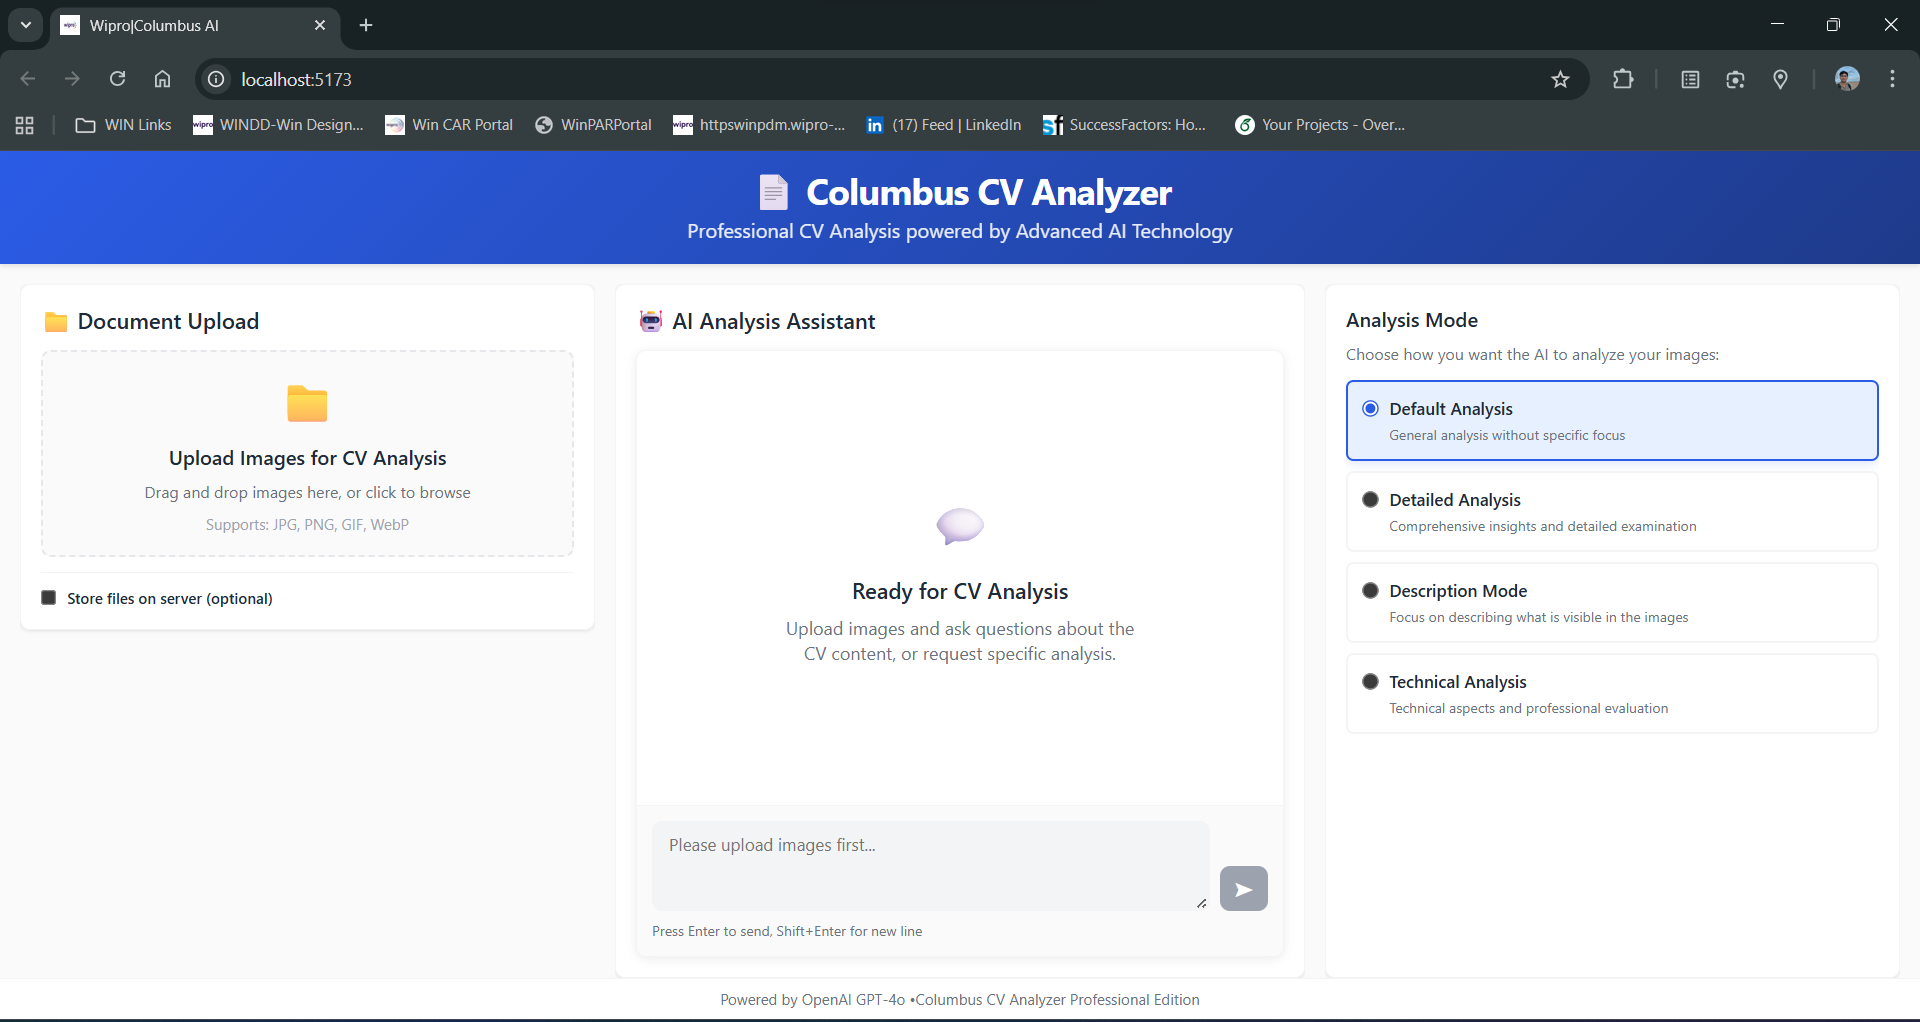 Wipro|Columbus AI
localhost:5173
WIN Links
wipro WINDD-Win Design...
Win CAR Portal
WinPARPortal
wipro httpswinpdm.wipro-...
in (17) Feed | LinkedIn
Sf SuccessFactors: Ho...
Your Projects - Over...
Columbus CV Analyzer
Professional CV Analysis powered by Advanced AI Technology
Document Upload
Upload Images for CV Analysis
Drag and drop images here, or click to browse
Supports: JPG, PNG, GIF, WebP
Store files on server (optional)
AI Analysis Assistant
Ready for CV Analysis
Upload images and ask questions about the
CV content, or request specific analysis.
Please upload images first...
Press Enter to send, Shift+Enter for new line
Analysis Mode
Choose how you want the AI to analyze your images:
Default Analysis
General analysis without specific focus
Detailed Analysis
Comprehensive insights and detailed examination
Description Mode
Focus on describing what is visible in the images
Technical Analysis
Technical aspects and professional evaluation
Powered by OpenAI GPT-4o •Columbus CV Analyzer Professional Edition